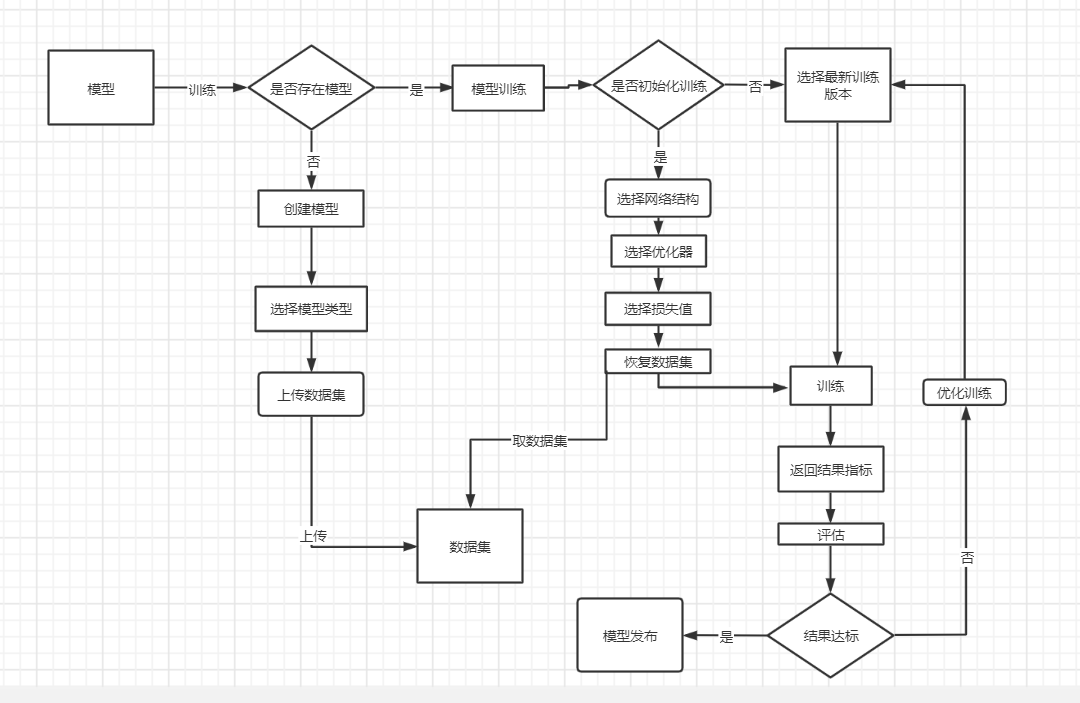 模型
训练
是否存在模型
是
模型训练
是否初始化训练
否
选择最新训练
版本
否
创建模型
选择模型类型
上传数据集
上传
是
选择网络结构
选择优化器
选择损失值
恢复数据集
取数据集
数据集
训练
返回结果指标
评估
结果达标
是
模型发布
否
优化训练